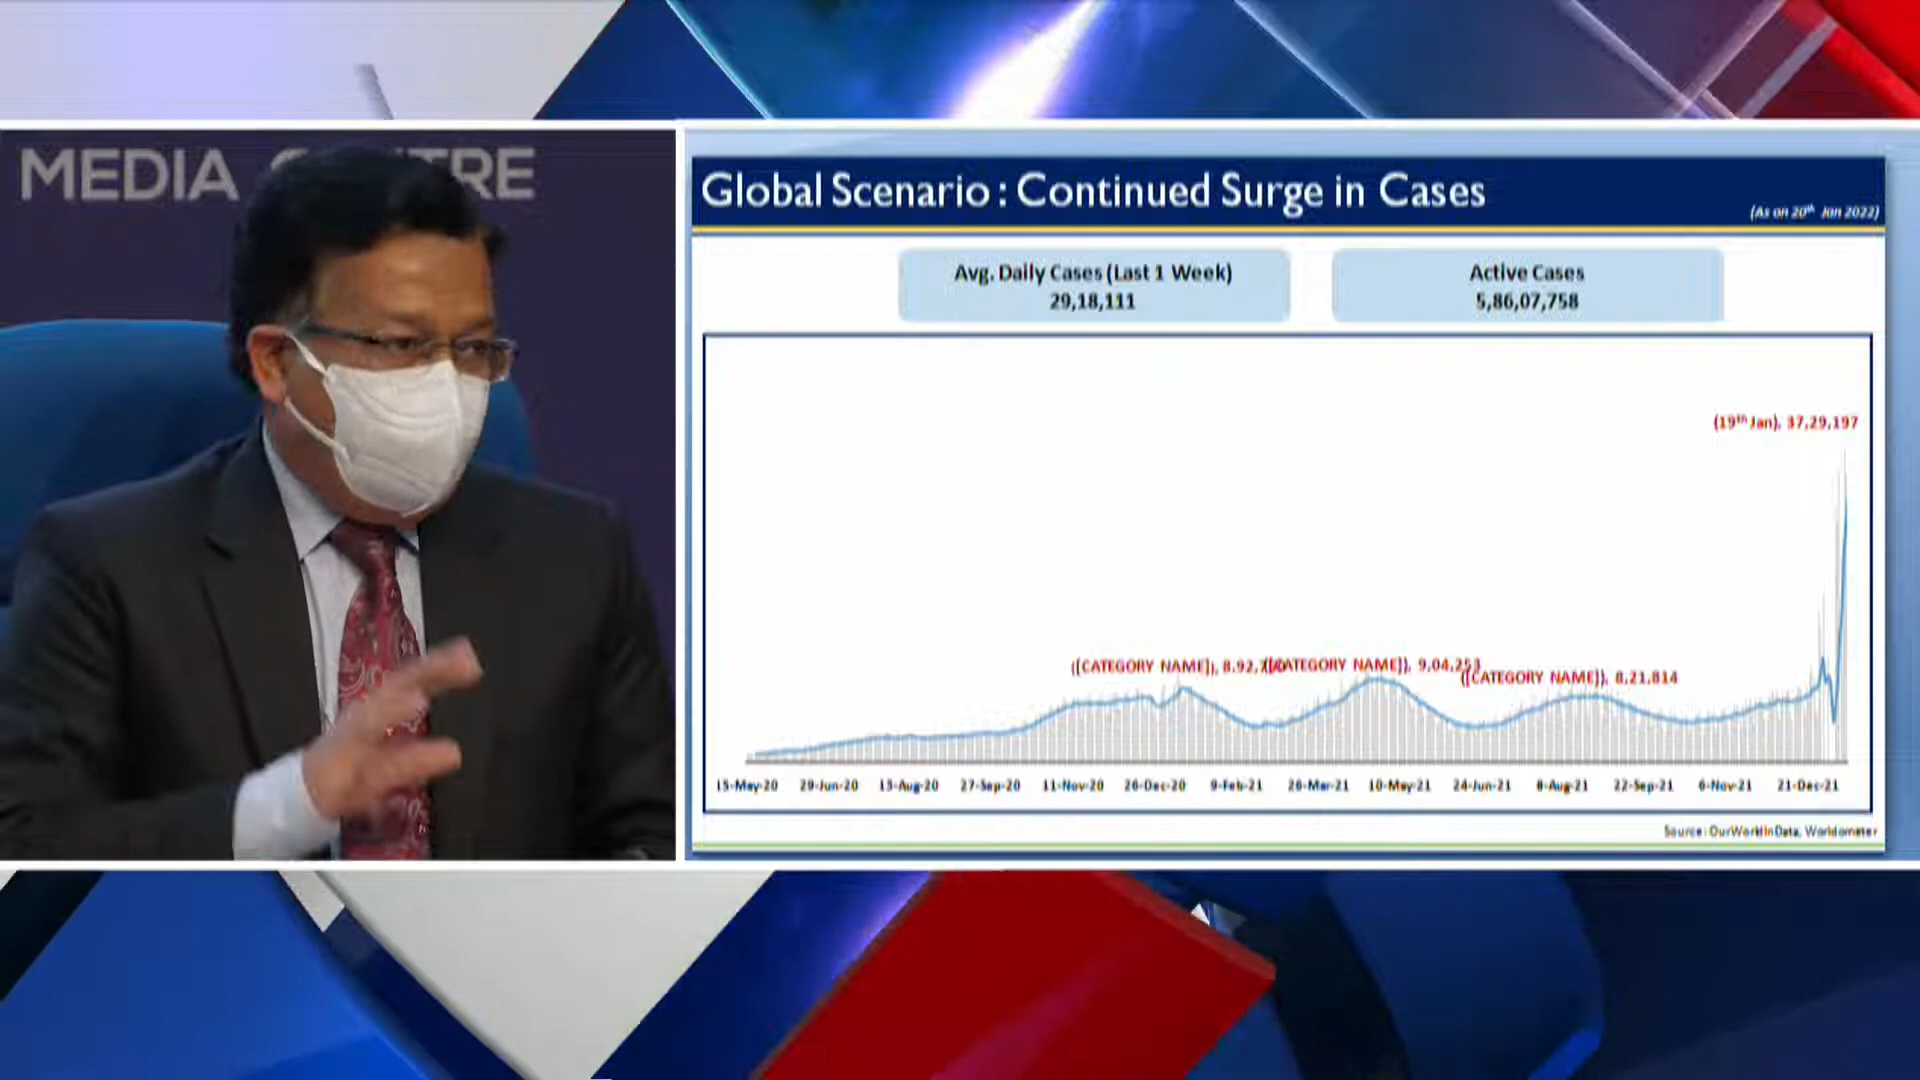 MEDIA CENTRE
Global Scenario : Continued Surge in Cases
(As on 20th Jan 2022)
Avg. Daily Cases (Last 1 Week)
29,18,111
Active Cases
5,86,07,758
(19th Jan), 37,29,197
([CATEGORY NAME]),
([CATEGORY NAME]), 9,04,253
([CATEGORY NAME]), 8,21,814
15-May-20 29-Jun-20 13-Aug-20 27-Sep-20 11-Nov-20 26-Dec-20 9-Feb-21 26-Mar-21 10-May-21 24-Jun-21 8-Aug-21 22-Sep-21 6-Nov-21 21-Dec-21
Source: OurWorldInData, Worldometer